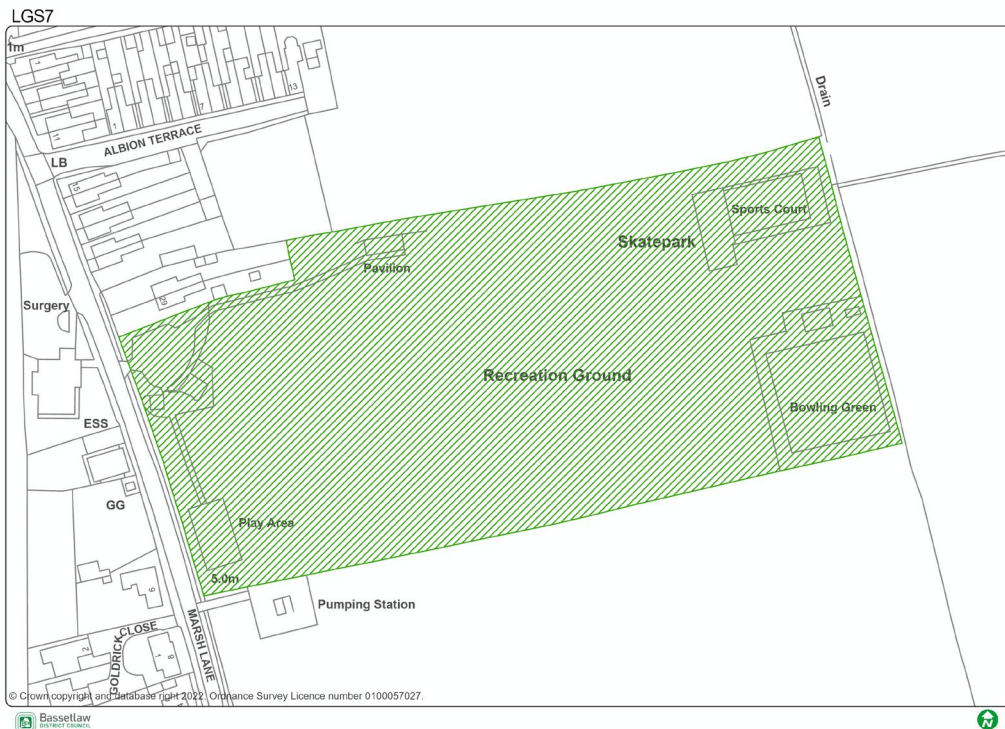 LGS7
1m
Drain
13
7
1
11
ALBION TERRACE
LB
15
Sports Court
Skatepark
Pavilion
29
Surgery
Recreation Ground
Bowling Green
ESS
GG
Play Area
5.0m
Pumping Station
9
MARSH LANE
GOLDRICK CLOSE
2
1
8
© Crown copyright and database right 2022. Ordnance Survey Licence number 0100057027.
Bassetlaw
DISTRICT COUNCIL
N